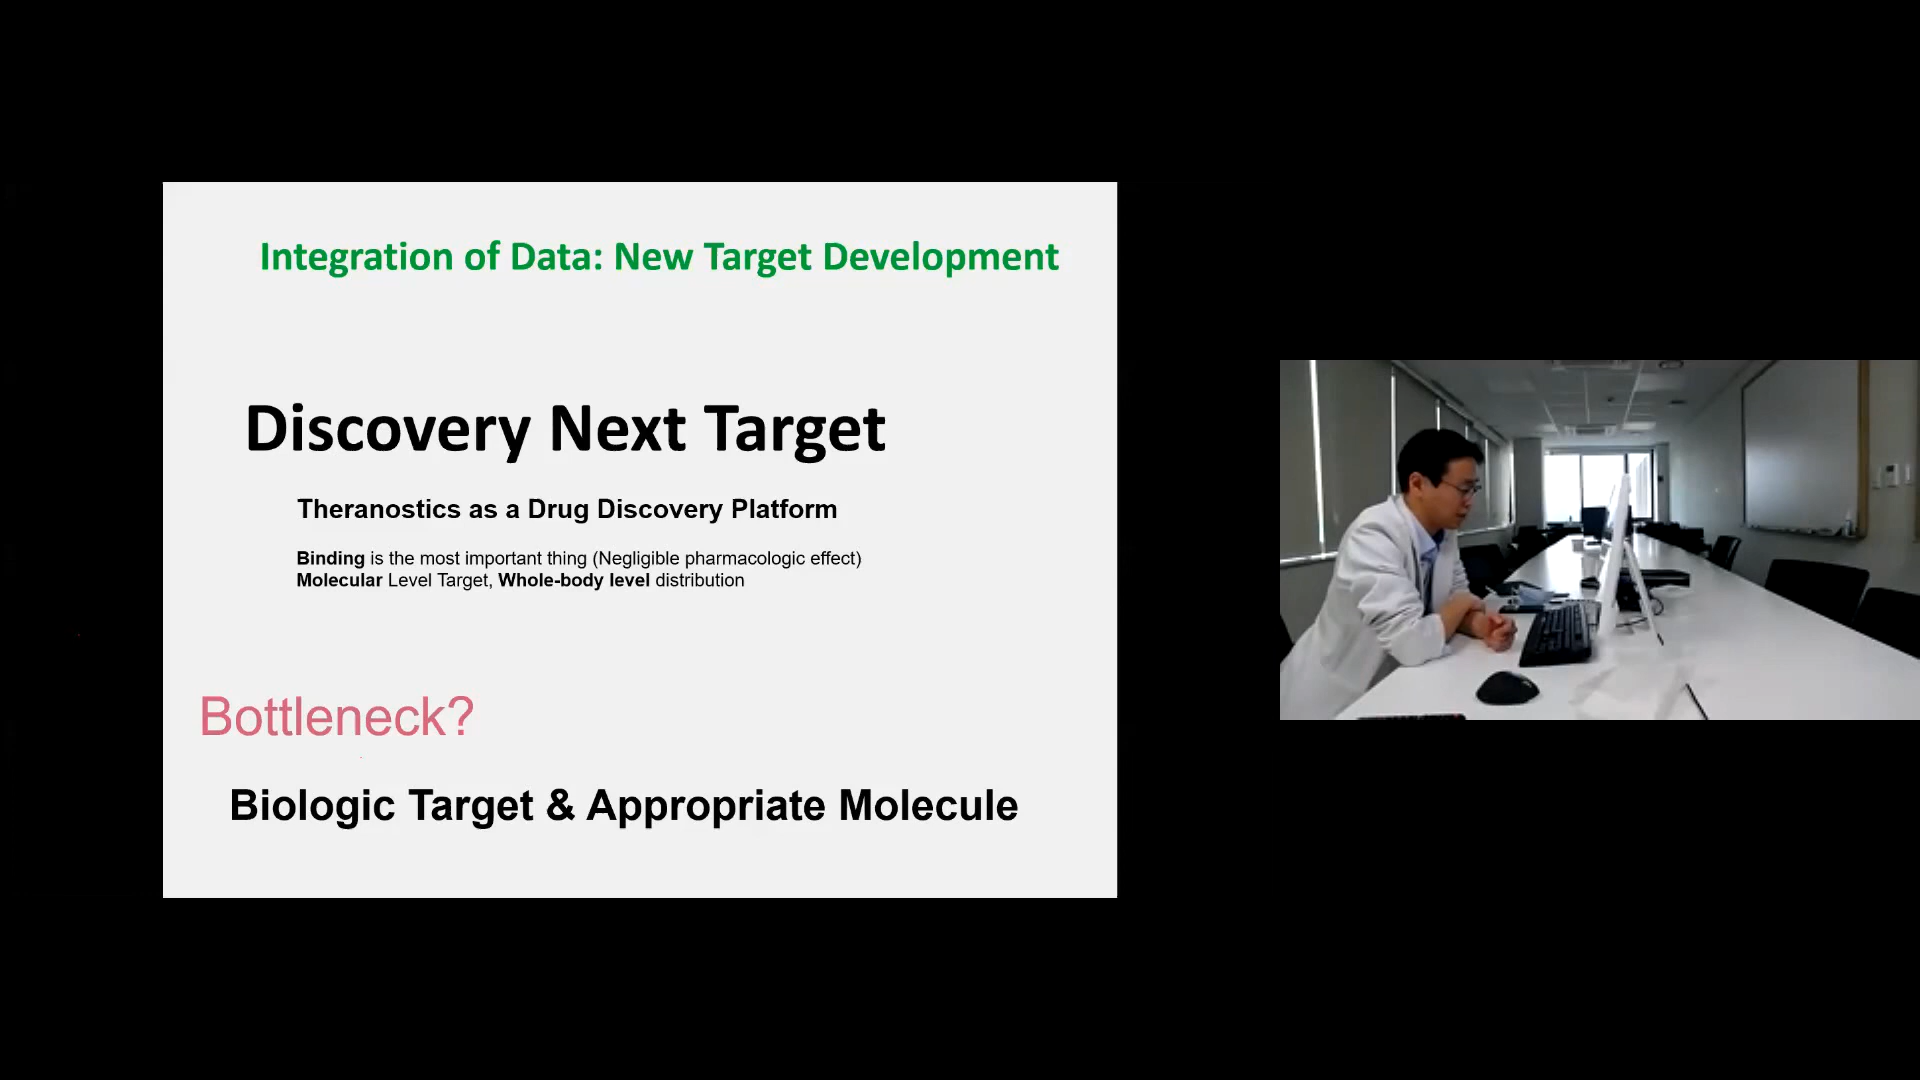 Integration of Data: New Target Development
Discovery Next Target
Theranostics as a Drug Discovery Platform
Binding is the most important thing (Negligible pharmacologic effect)
Molecular Level Target, Whole-body level distribution
Bottleneck?
Biologic Target & Appropriate Molecule